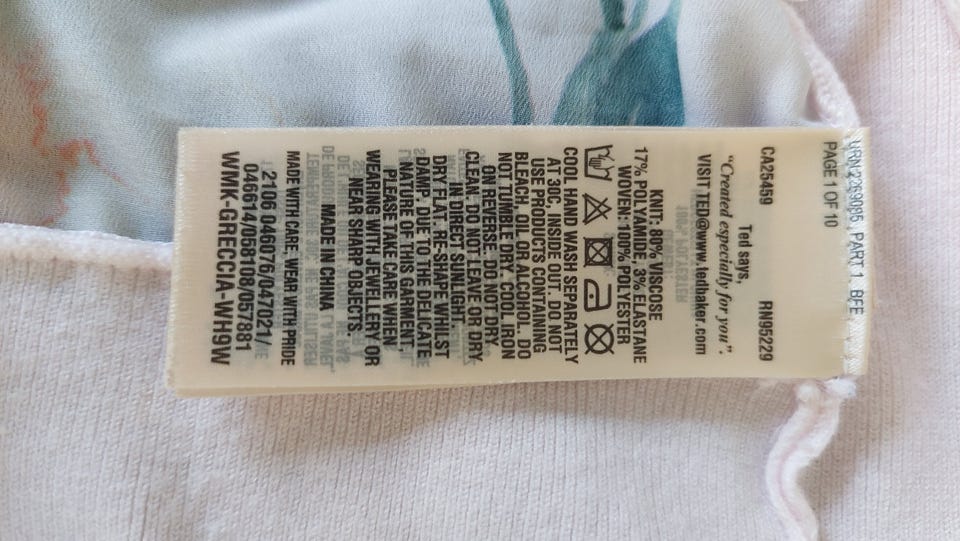 URN/2269085, PART 1, BFE
PAGE 1 OF 10
CA25459 RN95229
Ted says,
“Created especially for you”.
VISIT TED@www.tedbaker.com
KNIT: 80% VISCOSE
17% POLYAMIDE, 3% ELASTANE
WOVEN: 100% POLYESTER
COOL HAND WASH SEPARATELY
AT 30C, INSIDE OUT. DO NOT
USE PRODUCTS CONTAINING
BLEACH, OIL OR ALCOHOL. DO
NOT TUMBLE DRY. COOL IRON
ON REVERSE. DO NOT DRY
CLEAN. DO NOT LEAVE OR DRY
IN DIRECT SUNLIGHT.
DRY FLAT. RE-SHAPE WHILST
DAMP. DUE TO THE DELICATE
NATURE OF THIS GARMENT
PLEASE TAKE CARE WHEN
WEARING WITH JEWELLERY OR
NEAR SHARP OBJECTS.
MADE IN CHINA
MADE WITH CARE, WEAR WITH PRIDE
2106 046076/047021/
046614/058108/057881
WMK-GRECCIA-WH9W